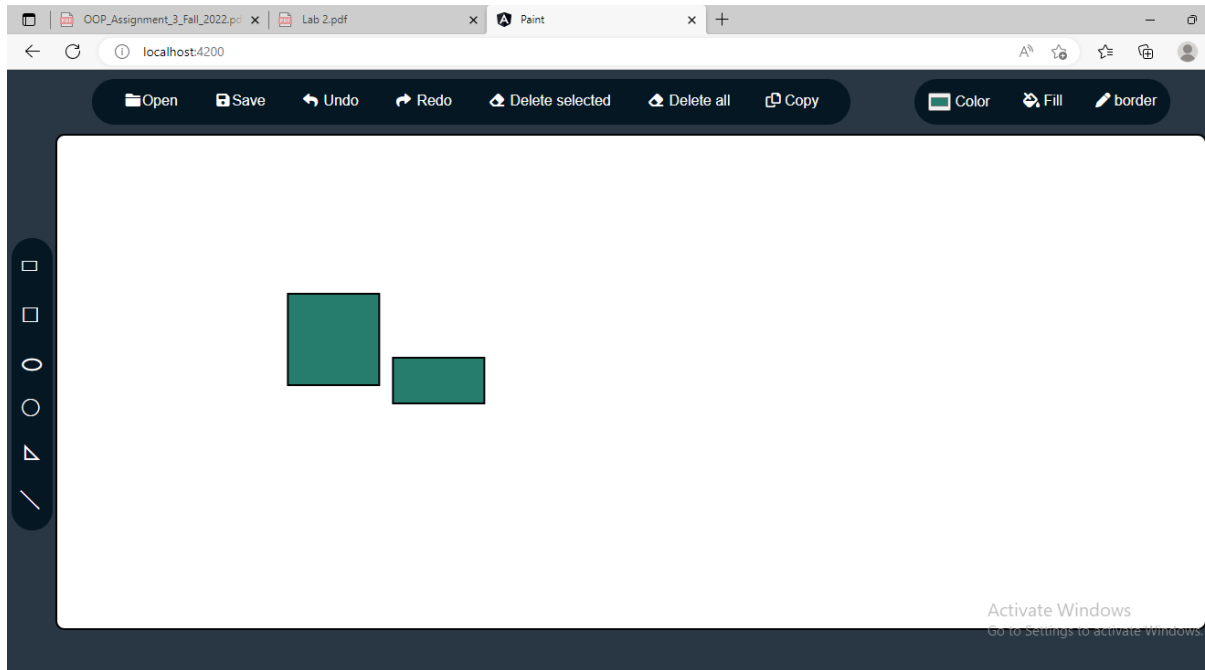 OOP_Assignment_3_Fall_2022.pd Lab 2.pdf Paint
localhost:4200
Open Save Undo Redo Delete selected Delete all Copy Color Fill border
Activate Windows
Go to Settings to activate Windows.